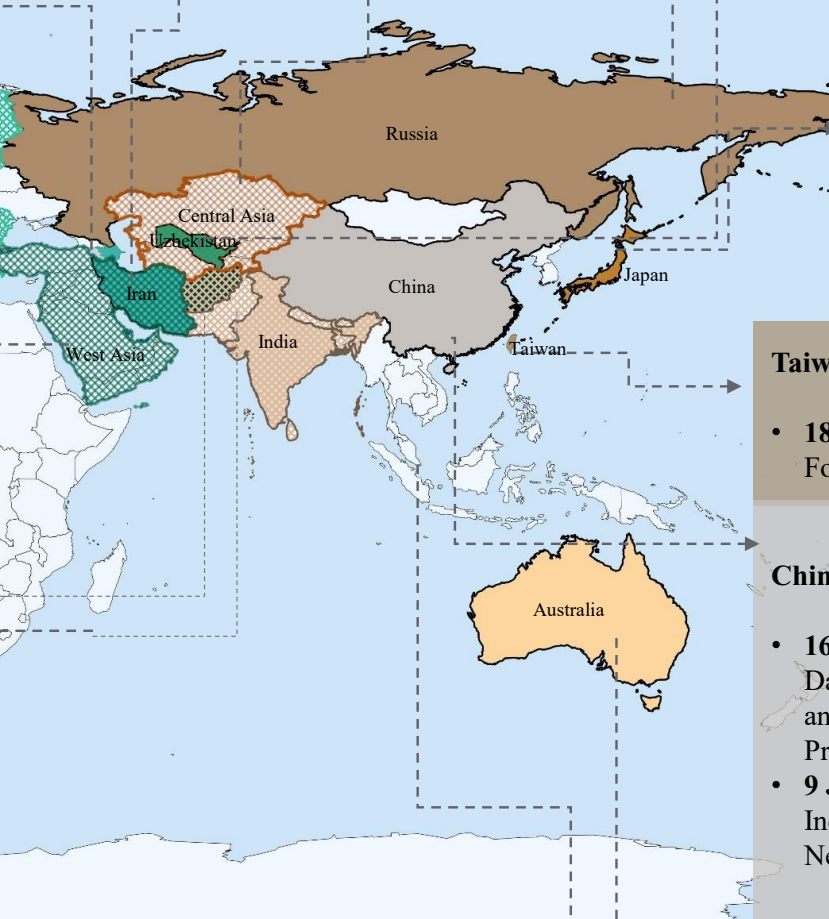 Russia
Central Asia
Uzbekistan
Iran
China
Japan
India
West Asia
Taiwan
Australia
Taiw
• 18
Fo
Chin
• 16
Da
an
Pr
• 9
In
Ne